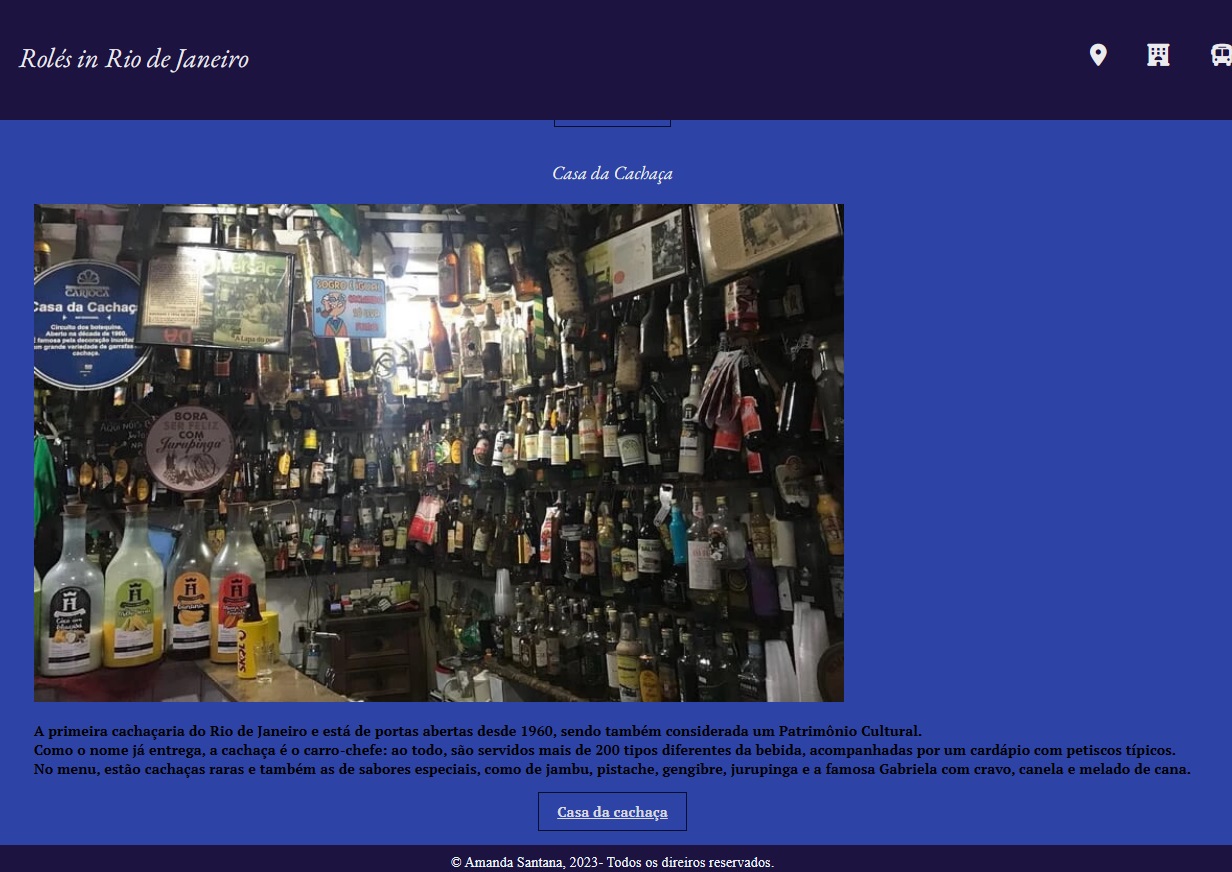 Rolés in Rio de Janeiro
Casa da Cachaça
CARIOCA
Casa da Cachaç
Circuito dos botequins.
Aberto na década de 1960,
É famosa pela decoração inusitad
grande variedade de garrafas
cachaça.
SOGRO É IGUAL
BORA
SER FELIZ
COM
Jurupinga
SKOL
A primeira cachaçaria do Rio de Janeiro e está de portas abertas desde 1960, sendo também considerada um Patrimônio Cultural.
Como o nome já entrega, a cachaça é o carro-chefe: ao todo, são servidos mais de 200 tipos diferentes da bebida, acompanhadas por um cardápio com petiscos típicos.
No menu, estão cachaças raras e também as de sabores especiais, como de jambu, pistache, gengibre, jurupinga e a famosa Gabriela com cravo, canela e melado de cana.
Casa da cachaça
© Amanda Santana, 2023- Todos os direiros reservados.